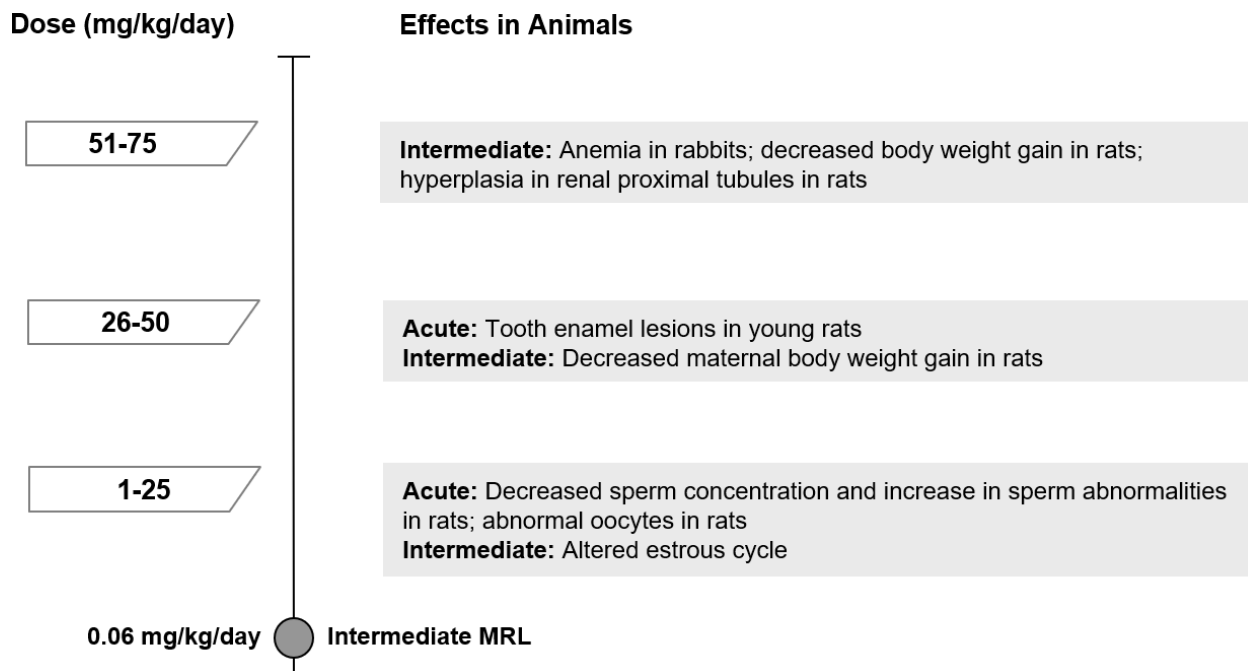 Dose (mg/kg/day)
Effects in Animals
51-75
Intermediate: Anemia in rabbits; decreased body weight gain in rats;
hyperplasia in renal proximal tubules in rats
26-50
Acute: Tooth enamel lesions in young rats
Intermediate: Decreased maternal body weight gain in rats
1-25
Acute: Decreased sperm concentration and increase in sperm abnormalities
in rats; abnormal oocytes in rats
Intermediate: Altered estrous cycle
0.06 mg/kg/day
Intermediate MRL